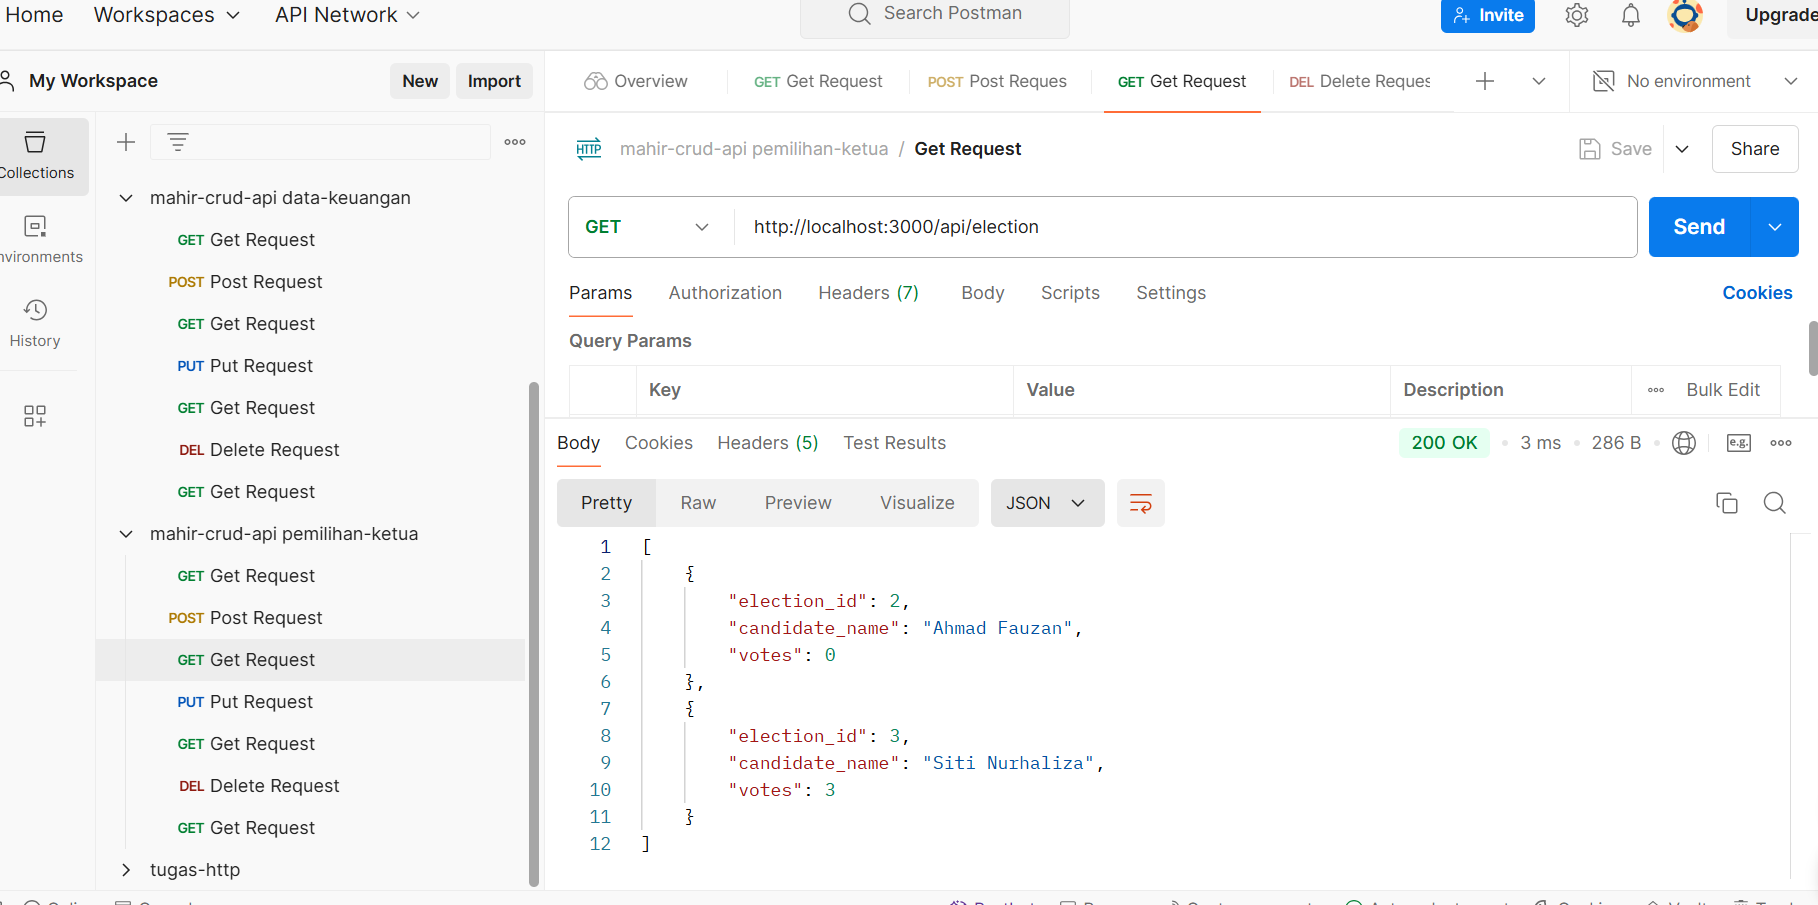 Home Workspaces API Network Search Postman Invite Upgrade
My Workspace New Import Overview GET Get Request POST Post Reques GET Get Request DEL Delete Reques No environment
Collections
mahir-crud-api pemilihan-ketua / Get Request Save Share
mahir-crud-api data-keuangan
GET http://localhost:3000/api/election Send
GET Get Request
nvironments
POST Post Request
Params Authorization Headers (7) Body Scripts Settings Cookies
GET Get Request
History
Query Params
PUT Put Request
Key Value Description Bulk Edit
GET Get Request
Body Cookies Headers (5) Test Results 200 OK 3 ms 286 B e.g.
DEL Delete Request
GET Get Request
Pretty Raw Preview Visualize JSON
mahir-crud-api pemilihan-ketua
GET Get Request
POST Post Request
GET Get Request
PUT Put Request
GET Get Request
DEL Delete Request
GET Get Request
tugas-http
1 [
2 {
3 "election_id": 2,
4 "candidate_name": "Ahmad Fauzan",
5 "votes": 0
6 },
7 {
8 "election_id": 3,
9 "candidate_name": "Siti Nurhaliza",
10 "votes": 3
11 }
12 ]